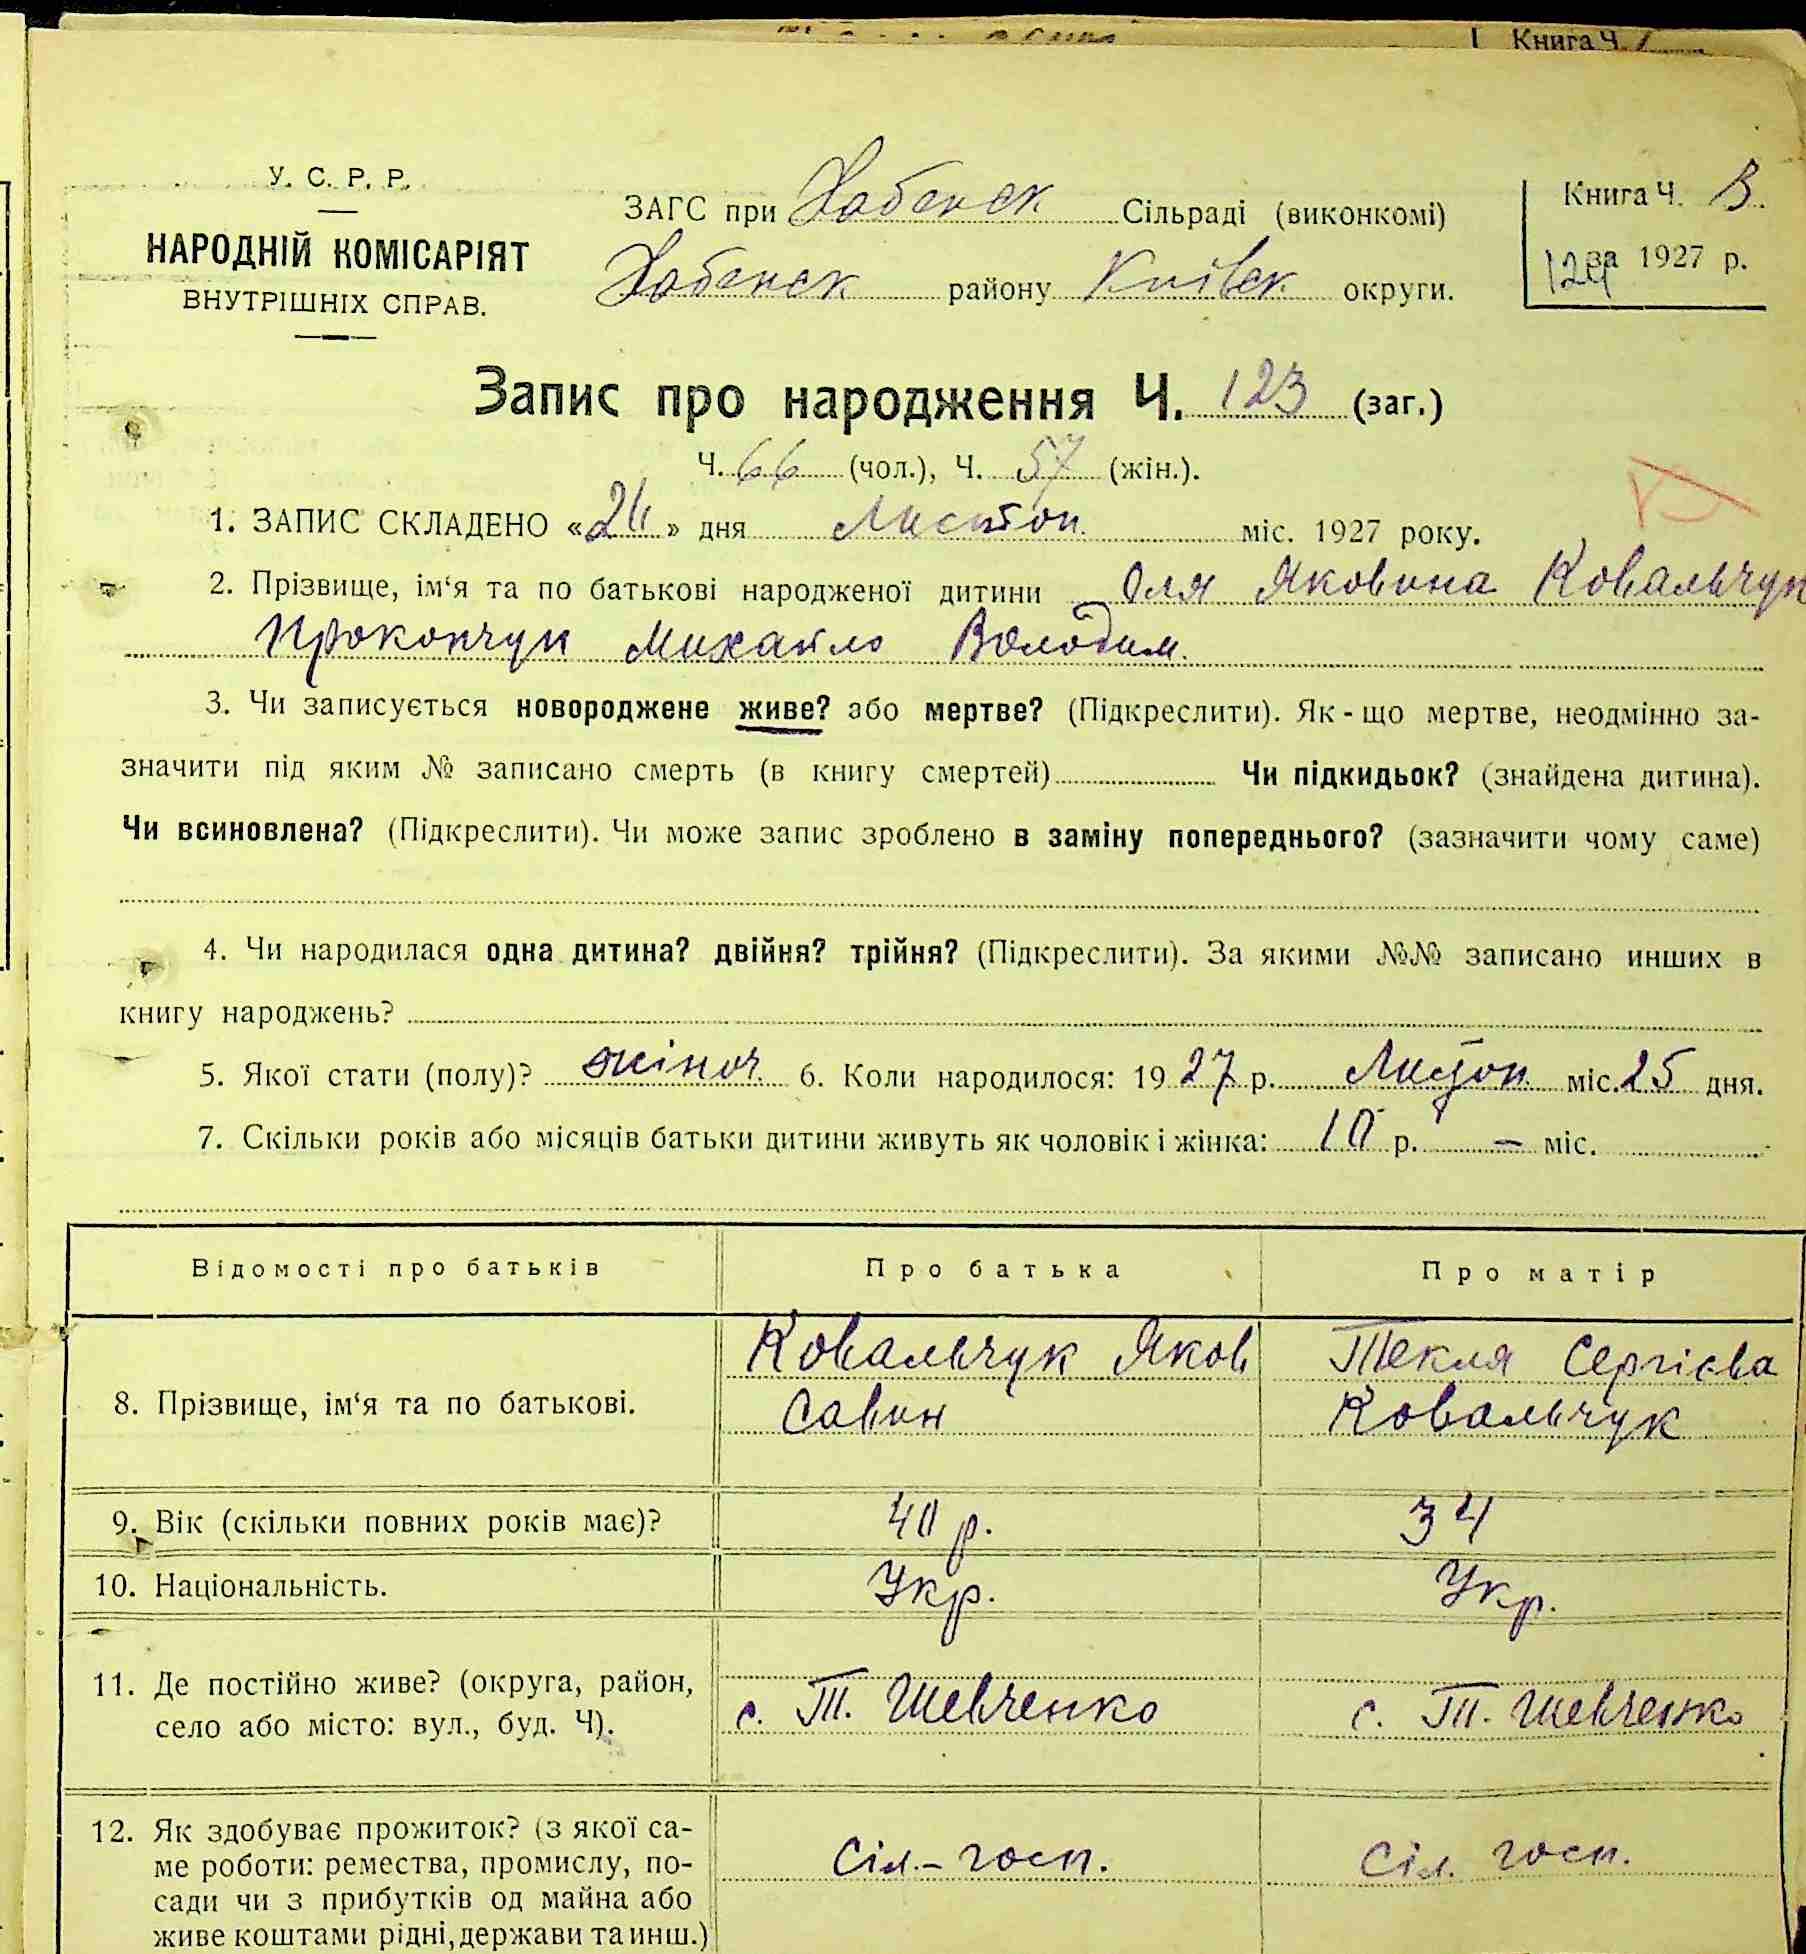 Книга Ч.
У. С. Р. Р.
НАРОДНІЙ КОМІСАРІЯТ
ВНУТРІШНІХ СПРАВ.
ЗАГС при Хабенск Сільраді (виконкомі)
Хабенск району Київск округи.
Книга Ч. В.
124 за 1927 р.
Запис про народження Ч. 123 (заг.)
Ч. 66 (чол.), Ч. 57 (жін.).
1. ЗАПИС СКЛАДЕНО «» дня Листоп. міс. 1927 року.
2. Прізвище, ім‘я та по батькові народженої дитини Оля Яковина Ковальчук
Прокопчук Михайло Володим.
3. Чи записується новороджене живе? або мертве? (Підкреслити). Як-що мертве, неодмінно за-
значити під яким № записано смерть (в книгу смертей) Чи підкидьок? (знайдена дитина).
Чи всиновлена? (Підкреслити). Чи може запис зроблено в заміну попереднього? (зазначити чому саме)
4. Чи народилася одна дитина? двійня? трійня? (Підкреслити). За якими №№ записано инших в
книгу народжень?
5. Якої стати (полу)? жіноч. 6. Коли народилося: 1927 р. Листоп. міс. 25 дня.
7. Скільки років або місяців батьки дитини живуть як чоловік і жінка: 10 р. — міс.
Відомості про батьків Про батька Про матір
8. Прізвище, ім‘я та по батькові.
Ковальчук Яков
Савин
Текля Сергієва
Ковальчук
9. Вік (скільки повних років має)? 40 р. 34
10. Національність. Укр. Укр.
11. Де постійно живе? (округа, район,
село або місто: вул., буд. Ч).
с. Т. Шевченко
с. Т. Шевченко
12. Як здобуває прожиток? (з якої са-
ме роботи: ремества, промислу, по-
сади чи з прибутків од майна або
живе коштами рідні, держави та инш.)
Сіл.-госп.
Сіл. госп.